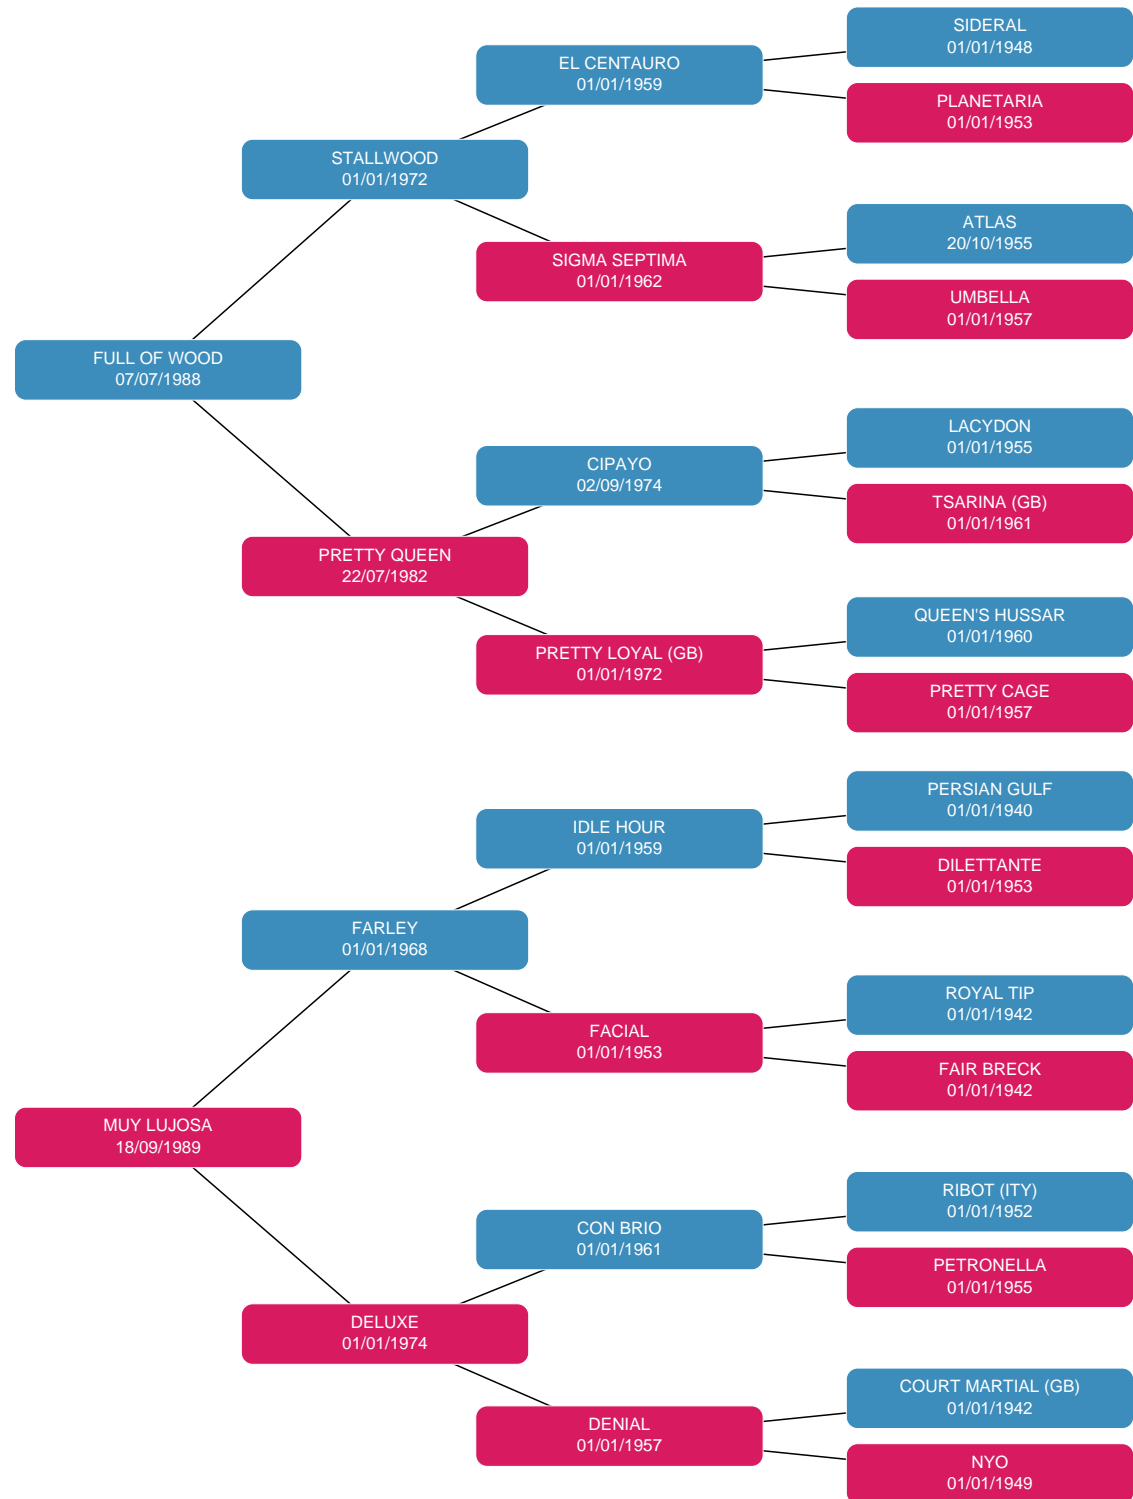 SIDERAL
01/01/1948
EL CENTAURO
01/01/1959
PLANETARIA
01/01/1953
STALLWOOD
01/01/1972
ATLAS
20/10/1955
SIGMA SEPTIMA
01/01/1962
UMBELLA
01/01/1957
FULL OF WOOD
07/07/1988
LACYDON
01/01/1955
CIPAYO
02/09/1974
TSARINA (GB)
01/01/1961
PRETTY QUEEN
22/07/1982
QUEEN'S HUSSAR
01/01/1960
PRETTY LOYAL (GB)
01/01/1972
PRETTY CAGE
01/01/1957
PERSIAN GULF
01/01/1940
IDLE HOUR
01/01/1959
DILETTANTE
01/01/1953
FARLEY
01/01/1968
ROYAL TIP
01/01/1942
FACIAL
01/01/1953
FAIR BRECK
01/01/1942
MUY LUJOSA
18/09/1989
RIBOT (ITY)
01/01/1952
CON BRIO
01/01/1961
PETRONELLA
01/01/1955
DELUXE
01/01/1974
COURT MARTIAL (GB)
01/01/1942
DENIAL
01/01/1957
NYO
01/01/1949